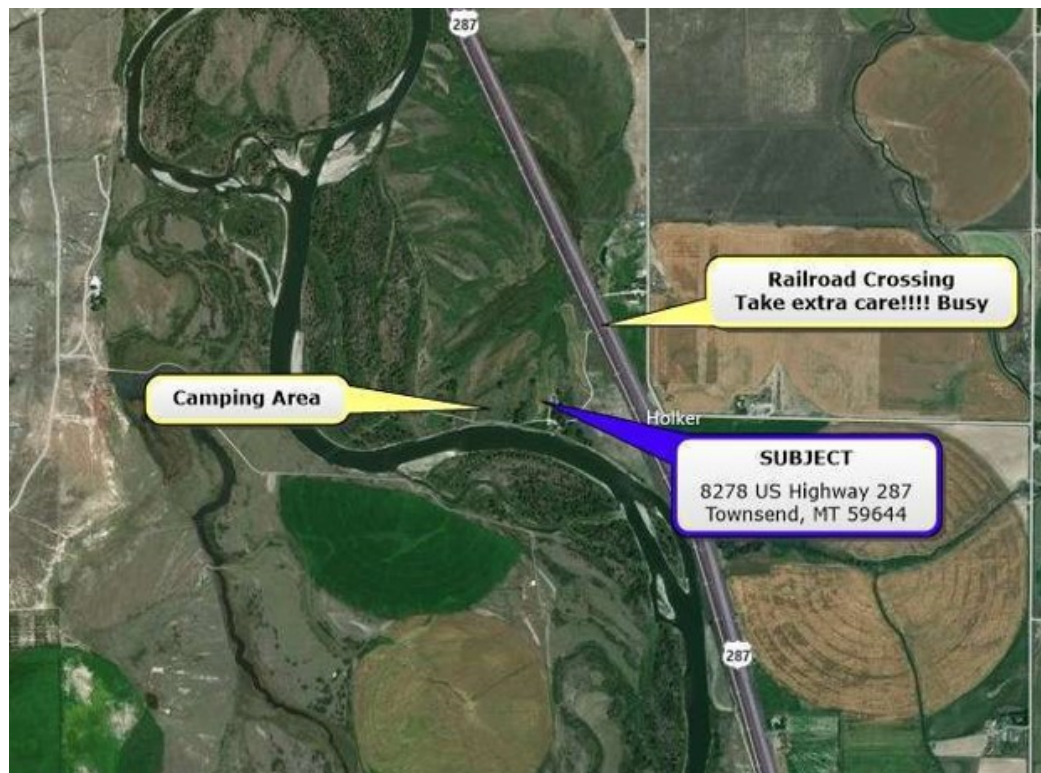 287
Railroad Crossing
Take extra care!!!! Busy
Camping Area
Holker
SUBJECT
8278 US Highway 287
Townsend, MT 59644
287